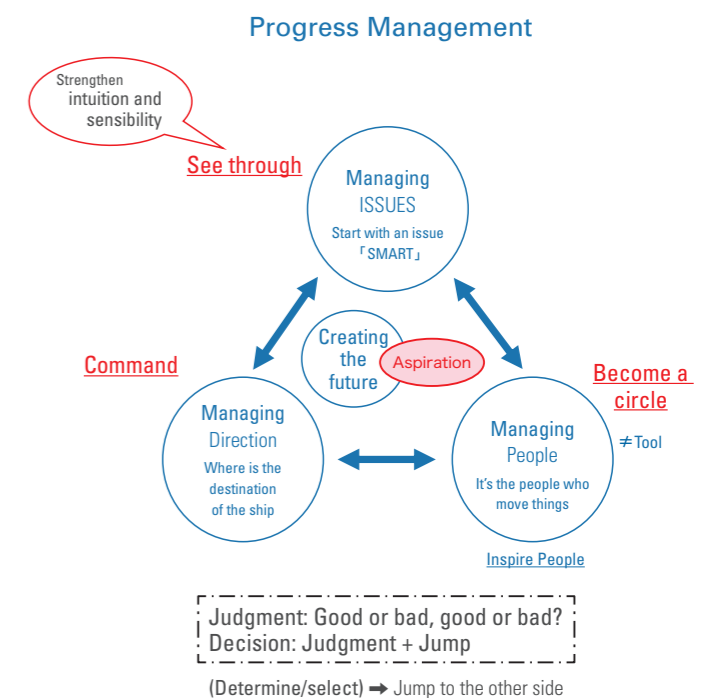 Progress Management
Strengthen
intuition and
sensibility
See through
Managing
ISSUES
Start with an issue
「SMART」
Creating
the
future
Aspiration
Command
Become a
circle
Managing
Direction
Where is the
destination
of the ship
Managing
People
It's the people who
move things
≠Tool
Inspire People
Judgment: Good or bad, good or bad?
Decision: Judgment + Jump
(Determine/select) ➡ Jump to the other side